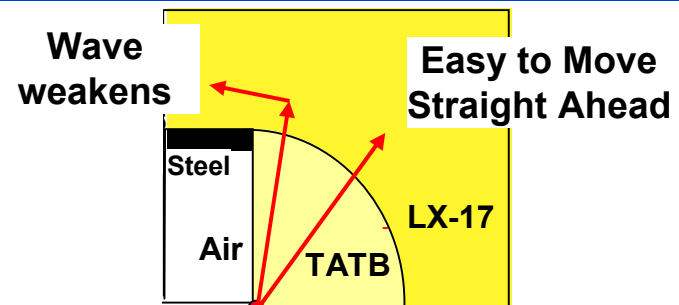 Wave
weakens
Easy to Move
Straight Ahead
Steel
LX-17
Air
TATB